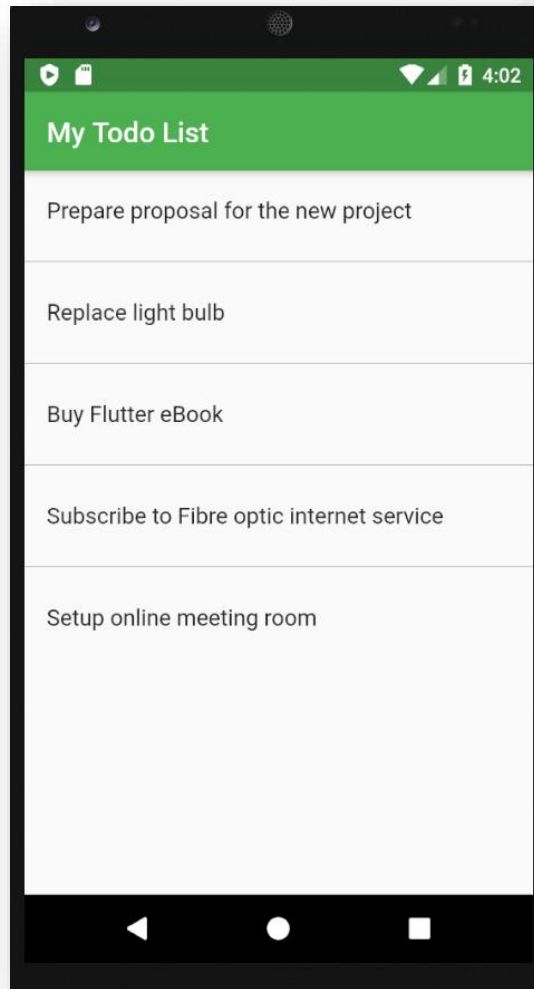 4:02
My Todo List
Prepare proposal for the new project
Replace light bulb
Buy Flutter eBook
Subscribe to Fibre optic internet service
Setup online meeting room